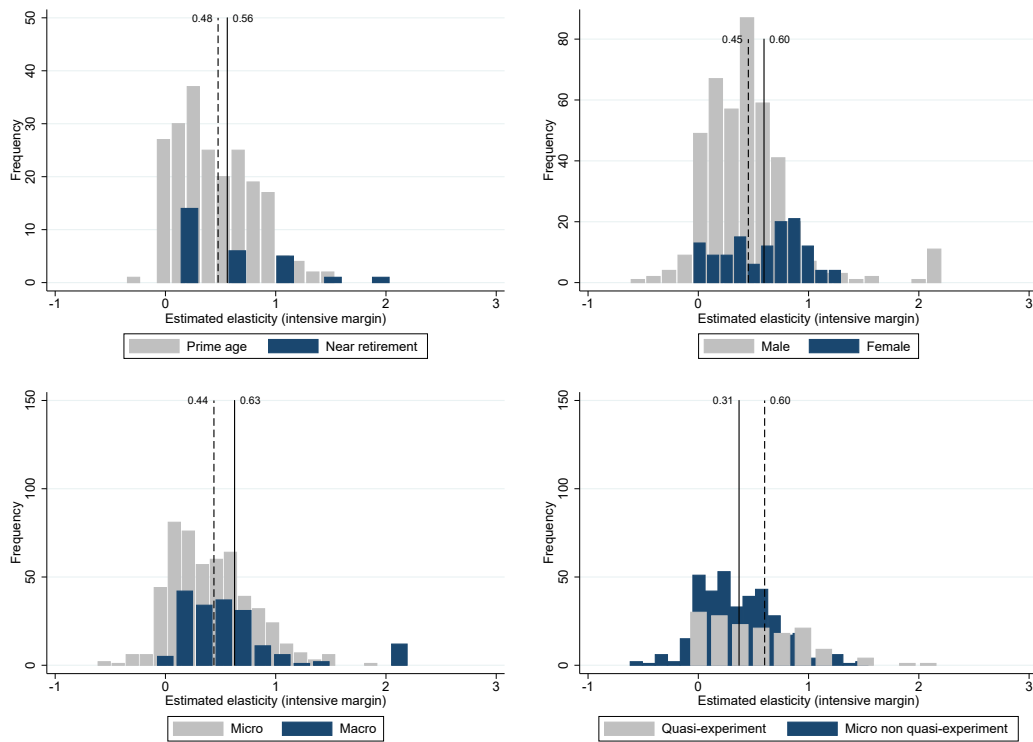 0.48 0.56
50
40
30
20
10
0
Frequency
-1 0 1 2 3
Estimated elasticity (intensive margin)
Prime age Near retirement
0.45 0.60
80
60
40
20
0
Frequency
-1 0 1 2 3
Estimated elasticity (intensive margin)
Male Female
0.44 0.63
150
100
50
0
Frequency
-1 0 1 2 3
Estimated elasticity (intensive margin)
Micro Macro
0.31 0.60
150
100
50
0
Frequency
-1 0 1 2 3
Estimated elasticity (intensive margin)
Quasi-experiment Micro non quasi-experiment